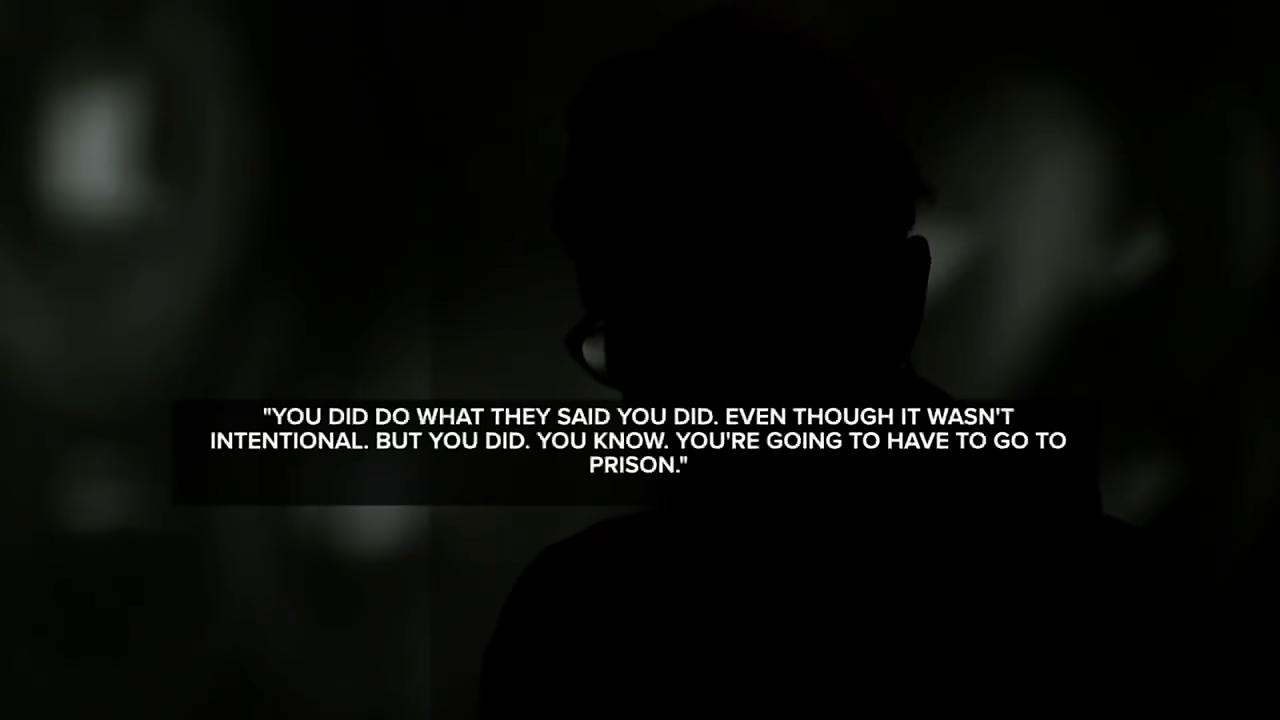 "YOU DID DO WHAT THEY SAID YOU DID. EVEN THOUGH IT WASN'T
INTENTIONAL. BUT YOU DID. YOU KNOW. YOU'RE GOING TO HAVE TO GO TO
PRISON."